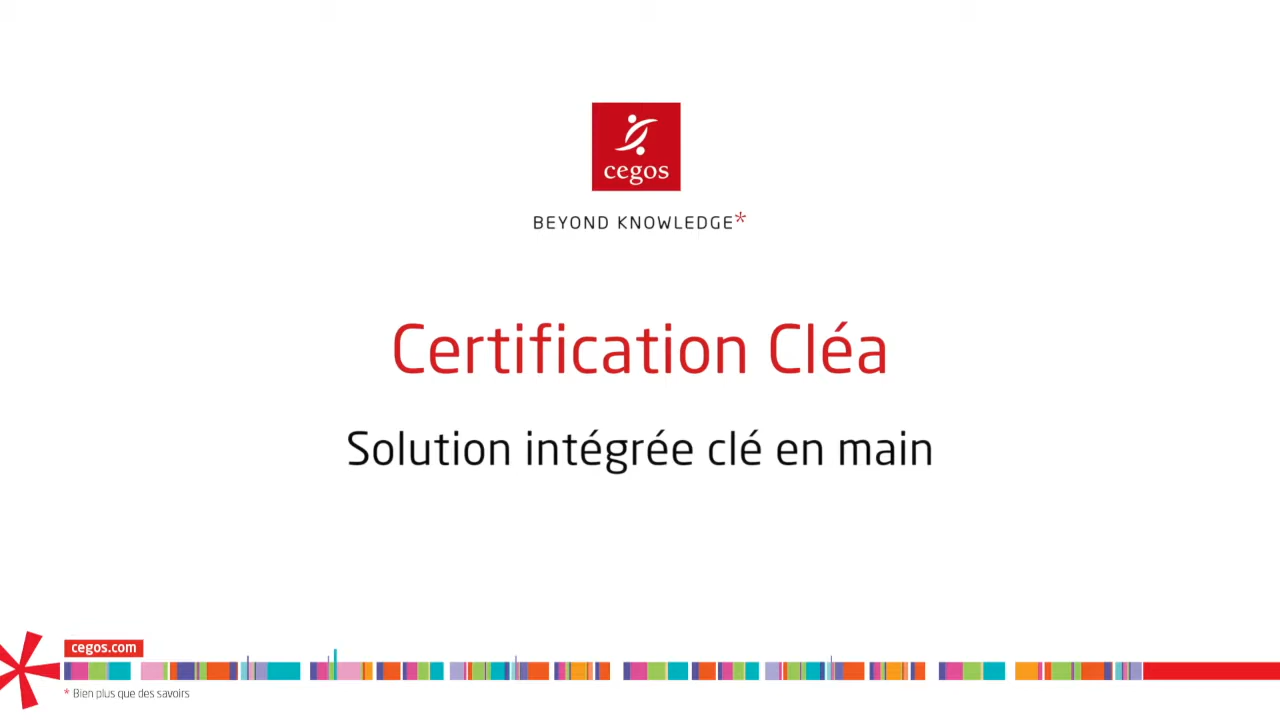 cegos
BEYOND KNOWLEDGE*
Certification Cléa
Solution intégrée clé en main
cegos.com
* Bien plus que des savoirs